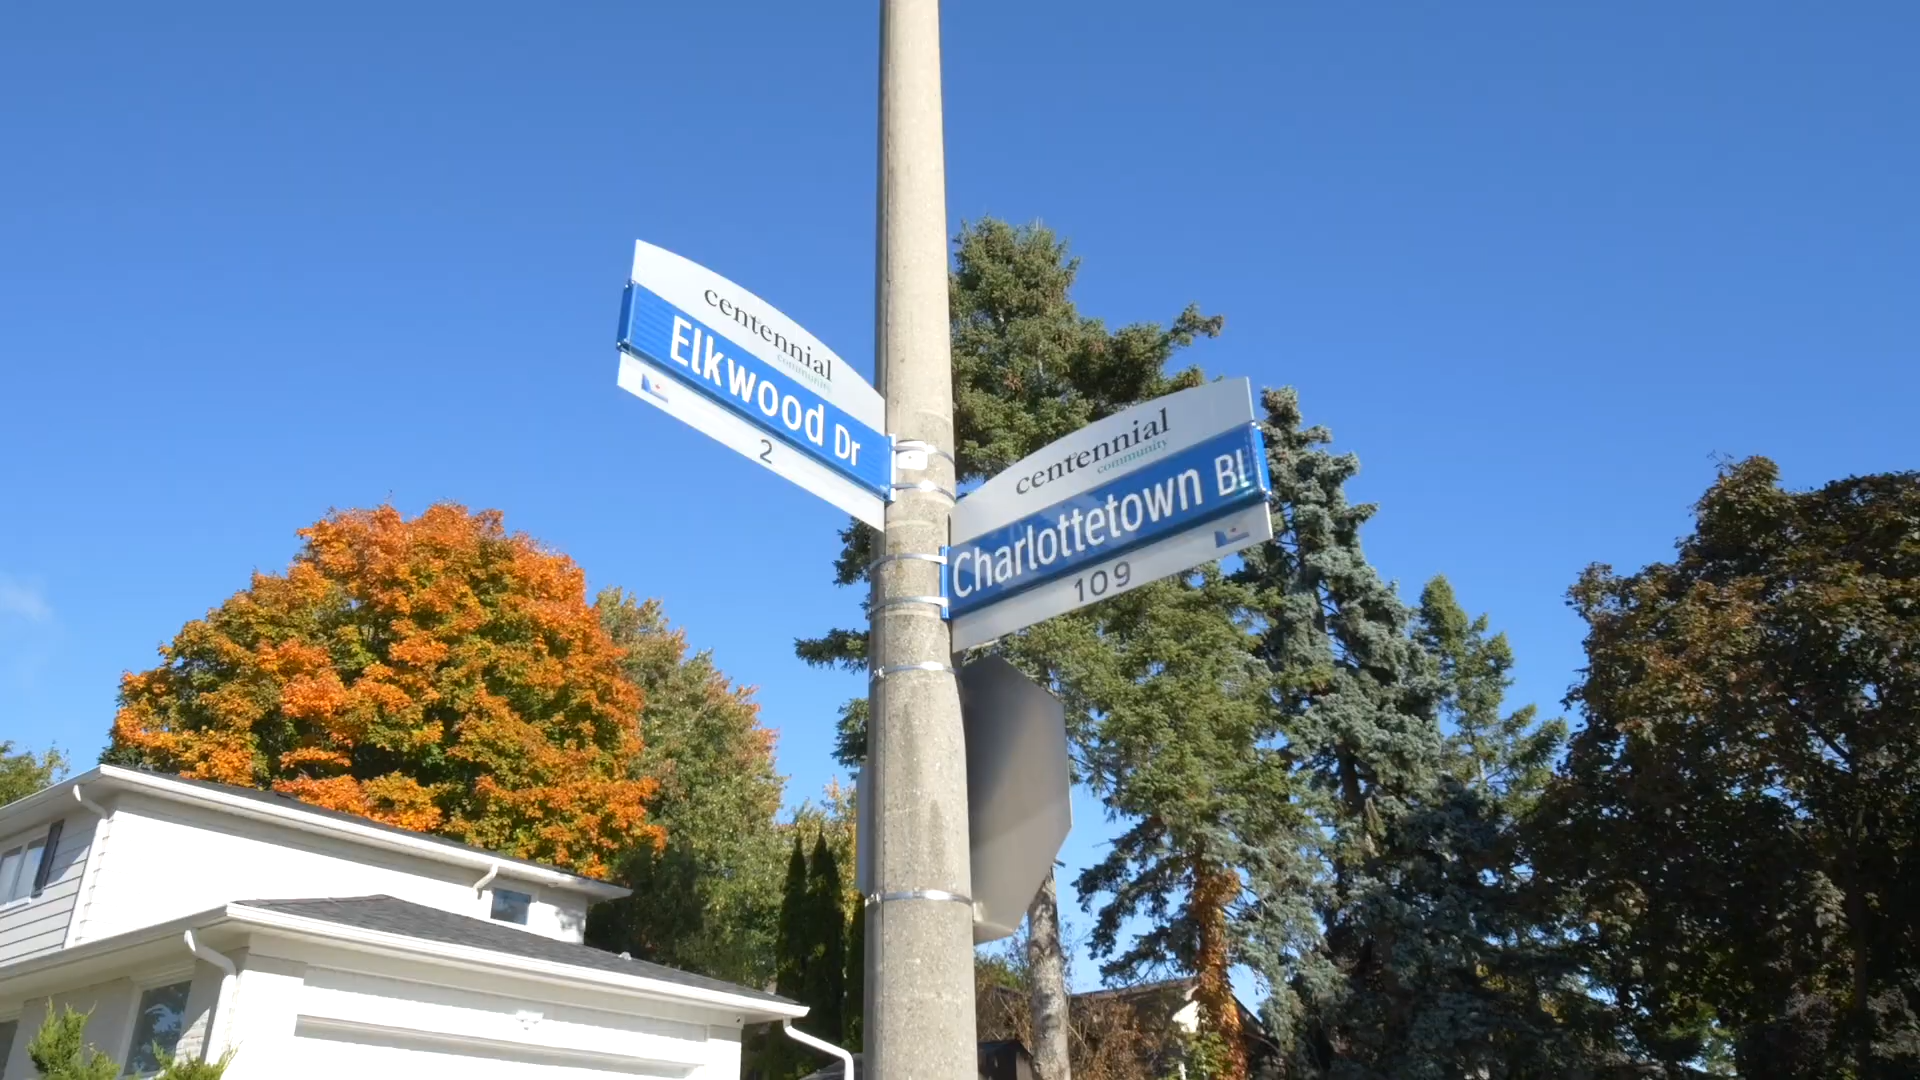 centennial
community
Elkwood Dr
2
centennial
community
Charlottetown Bl
109